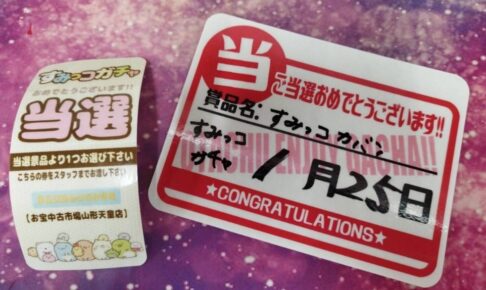 すみっコガチャ
おめでとうございます!!
当選
当選景品より1つお選び下さい
こちらの券をスタッフまでお渡し下さい
【お宝中古市場山形天童店】
当
ご当選おめでとうございます!!
賞品名: すみっコカバン
すみっコ
ガチャ
1月25日
★CONGRATULATIONS★